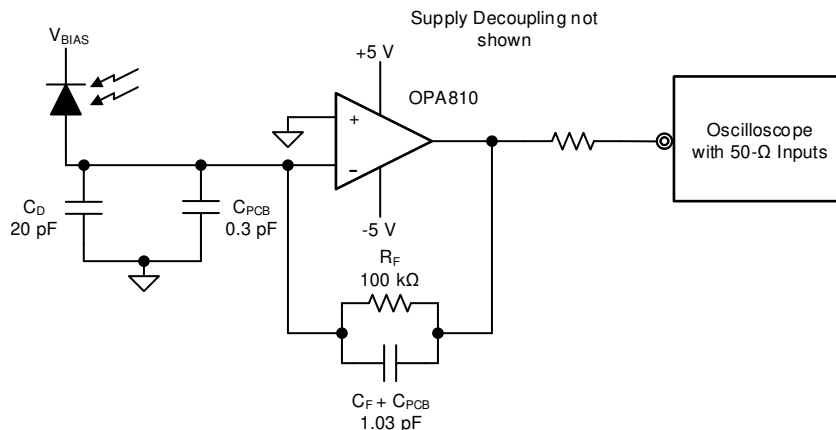 Supply Decoupling not
shown
V_BIAS
+5 V
OPA810
+
-
-5 V
Oscilloscope
with 50-Ω Inputs
C_D
20 pF
C_PCB
0.3 pF
R_F
100 kΩ
C_F + C_PCB
1.03 pF